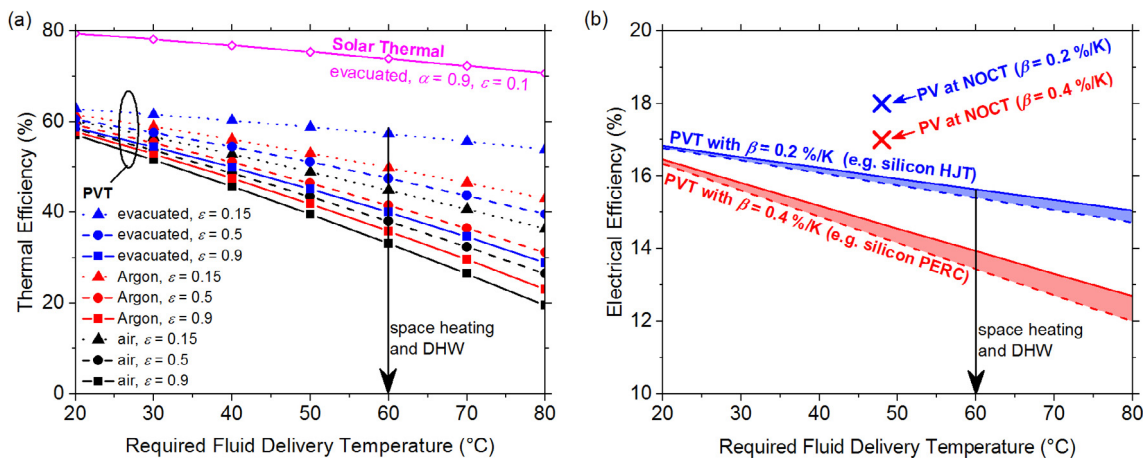 (a)
80
60
40
20
0
Thermal Efficiency (%)
Solar Thermal
evacuated, α = 0.9, ε = 0.1
PVT
evacuated, ε = 0.15
evacuated, ε = 0.5
evacuated, ε = 0.9
Argon, ε = 0.15
Argon, ε = 0.5
Argon, ε = 0.9
air, ε = 0.15
air, ε = 0.5
air, ε = 0.9
space heating
and DHW
20 30 40 50 60 70 80
Required Fluid Delivery Temperature (°C)
(b)
20
18
16
14
12
10
Electrical Efficiency (%)
PV at NOCT (β = 0.2 %/K)
PV at NOCT (β = 0.4 %/K)
PVT with β = 0.2 %/K (e.g. silicon HJT)
PVT with β = 0.4 %/K (e.g. silicon PERC)
space heating
and DHW
20 30 40 50 60 70 80
Required Fluid Delivery Temperature (°C)